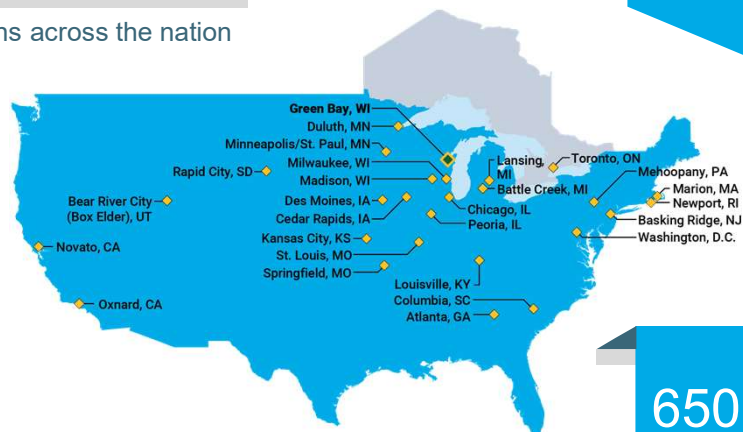 ns across the nation
Green Bay, WI
Duluth, MN
Minneapolis/St. Paul, MN
Milwaukee, WI
Rapid City, SD
Madison, WI
Bear River City
(Box Elder), UT
Des Moines, IA
Cedar Rapids, IA
Kansas City, KS
Novato, CA
St. Louis, MO
Springfield, MO
Oxnard, CA
Louisville, KY
Columbia, SC
Atlanta, GA
Lansing,
MI
Battle Creek, MI
Chicago, IL
Peoria, IL
Toronto, ON
Mehoopany, PA
Marion, MA
Newport, RI
Basking Ridge, NJ
Washington, D.C.
650